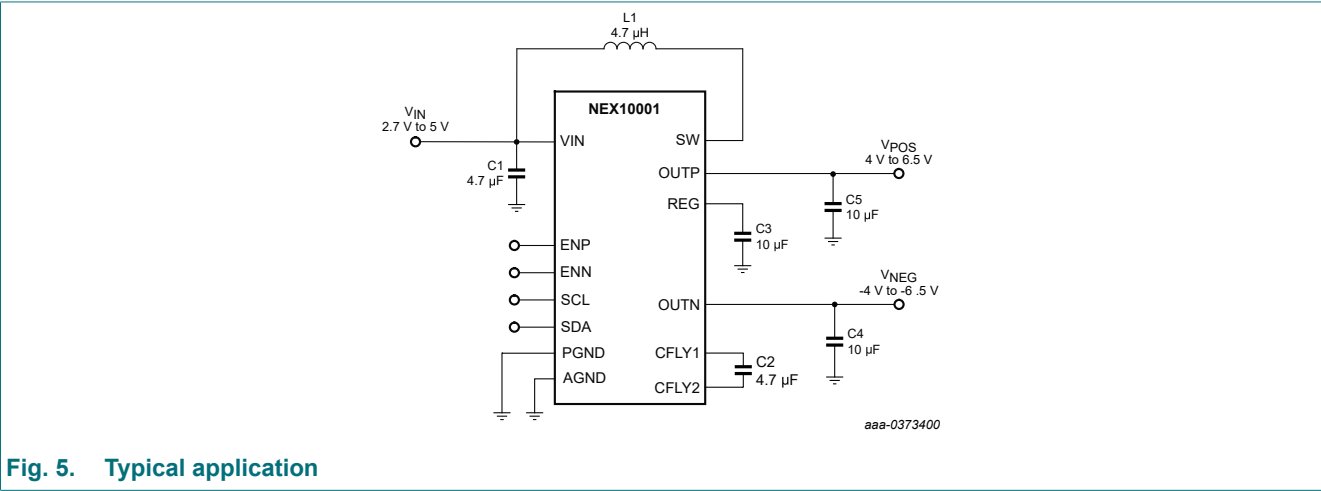 L1
4.7 µH
NEX10001
VIN
2.7 V to 5 V
VIN
SW
C1
4.7 µF
OUTP
VPOS
4 V to 6.5 V
C5
10 µF
REG
C3
10 µF
ENP
ENN
SCL
SDA
PGND
AGND
OUTN
VNEG
-4 V to -6 .5 V
C4
10 µF
CFLY1
CFLY2
C2
4.7 µF
aaa-0373400
Fig. 5. Typical application